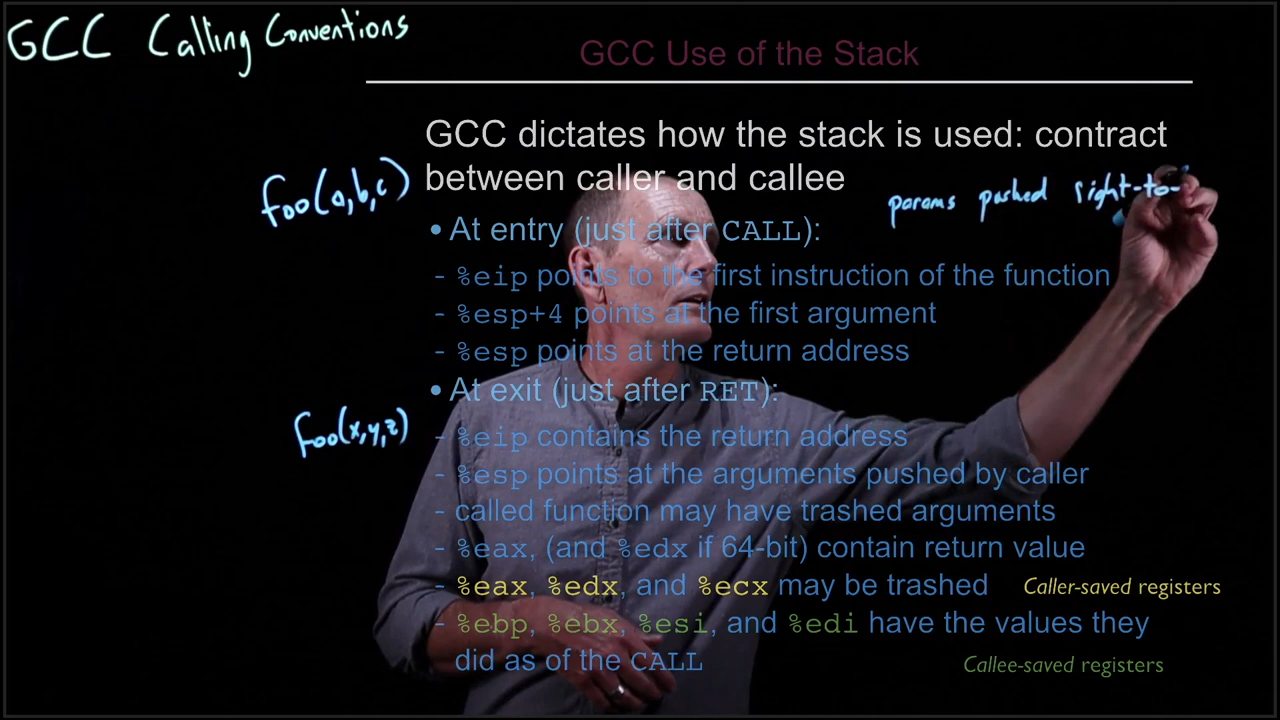 GCC Calling Conventions
GCC Use of the Stack
GCC dictates how the stack is used: contract
between caller and callee
foo(a,b,c)
params pushed right-to-
• At entry (just after CALL):
- %eip points to the first instruction of the function
- %esp+4 points at the first argument
- %esp points at the return address
• At exit (just after RET):
foo(x,y,z)
- %eip contains the return address
- %esp points at the arguments pushed by caller
- called function may have trashed arguments
- %eax, (and %edx if 64-bit) contain return value
- %eax, %edx, and %ecx may be trashed
Caller-saved registers
- %ebp, %ebx, %esi, and %edi have the values they
did as of the CALL
Callee-saved registers